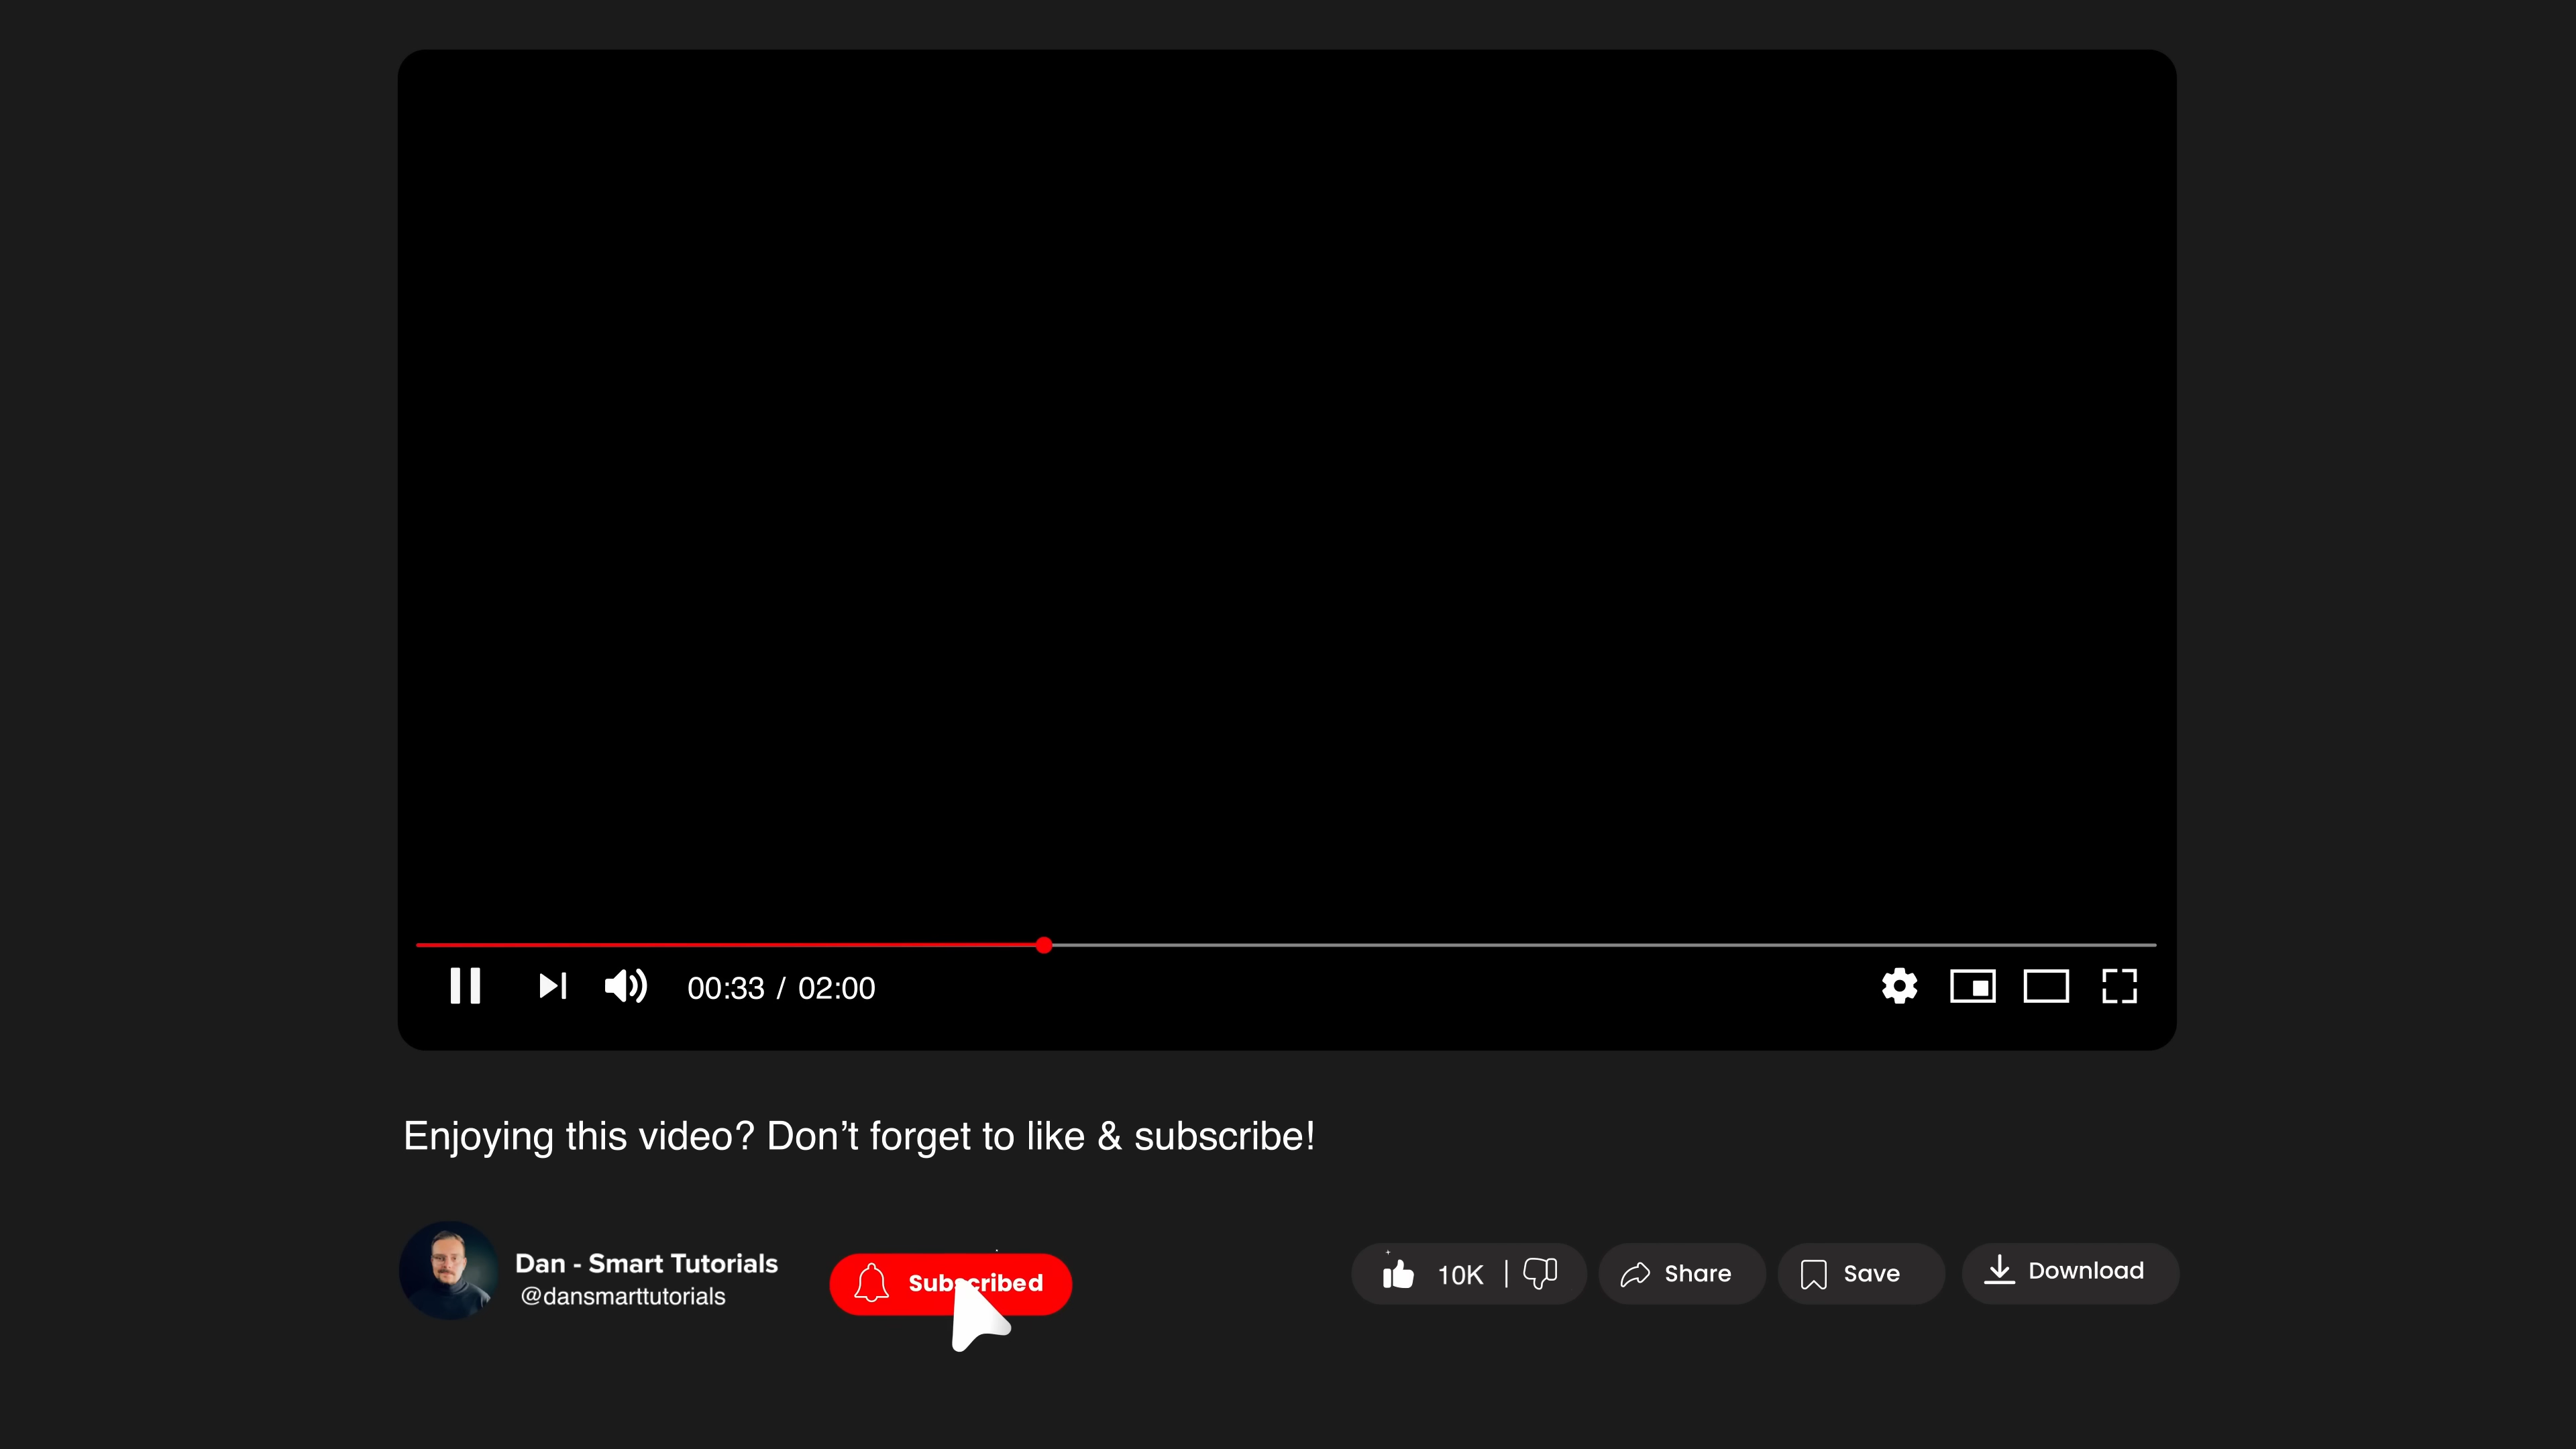 00:33 / 02:00
Enjoying this video? Don’t forget to like & subscribe!
Dan - Smart Tutorials
@dansmarttutorials
Subscribed
10K
Share
Save
Download